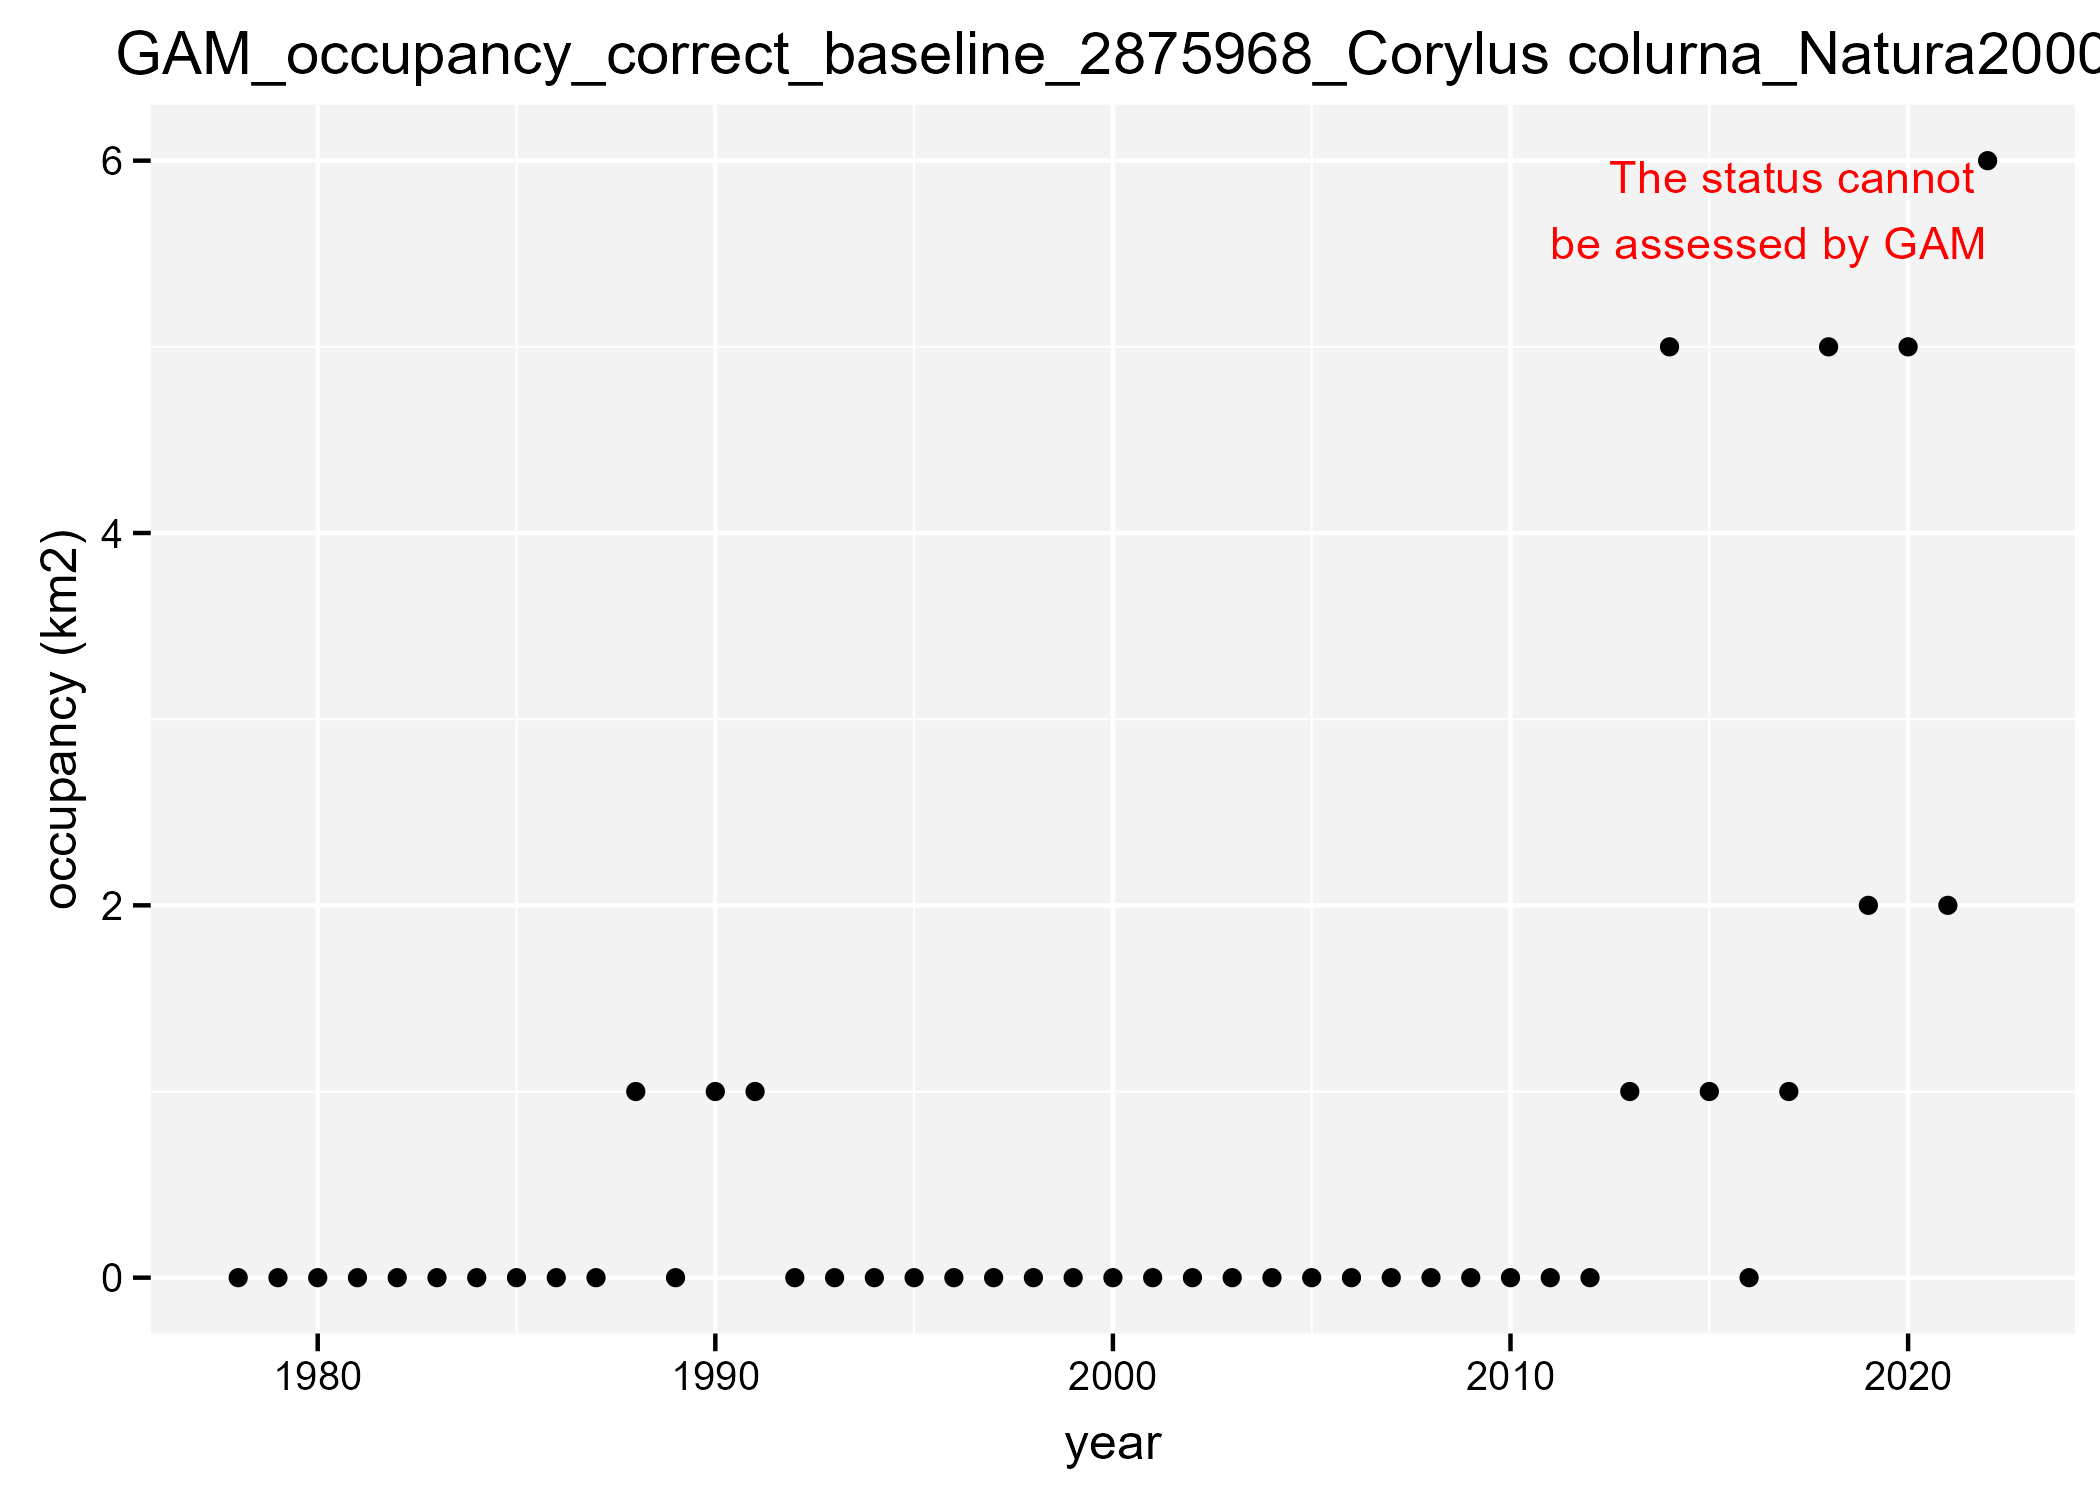 GAM_occupancy_correct_baseline_2875968_Corylus colurna_Natura2000
6
The status cannot
be assessed by GAM
4
occupancy (km2)
2
0
1980 1990 2000 2010 2020
year